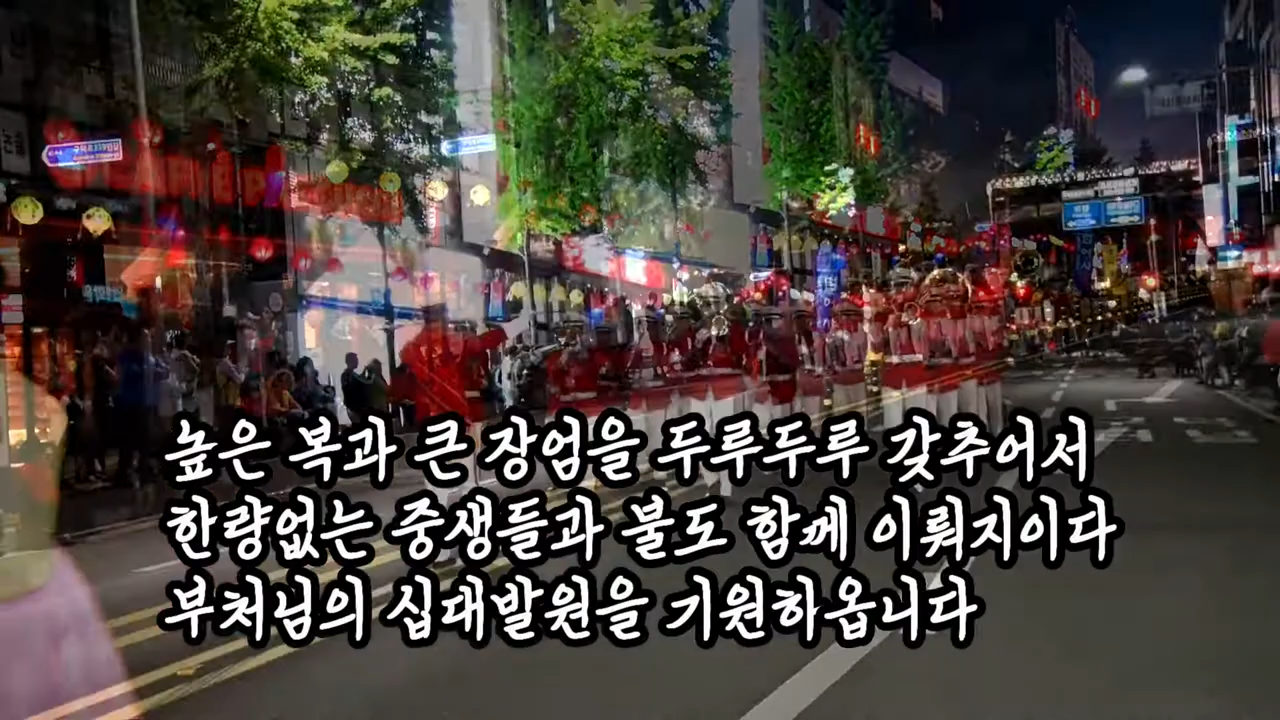 높은 복과 큰 장엄을 두루두루 갖추어서
한량없는 중생들과 불도 함께 이뤄지이다
부처님의 십대발원을 기원하옵니다